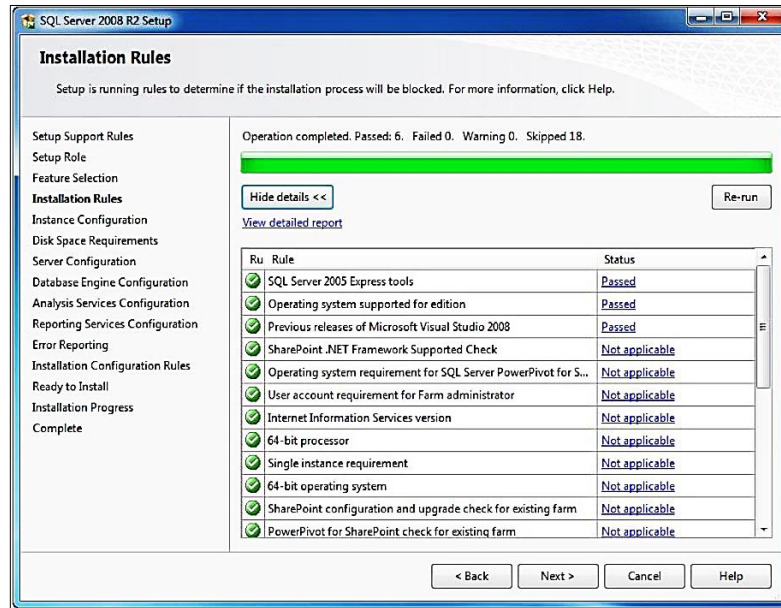 SQL Server 2008 R2 Setup
Installation Rules
Setup is running rules to determine if the installation process will be blocked. For more information, click Help.
Setup Support Rules
Setup Role
Feature Selection
Installation Rules
Instance Configuration
Disk Space Requirements
Server Configuration
Database Engine Configuration
Analysis Services Configuration
Reporting Services Configuration
Error Reporting
Installation Configuration Rules
Ready to Install
Installation Progress
Complete
Operation completed. Passed: 6. Failed 0. Warning 0. Skipped 18.
Hide details <<
Re-run
View detailed report
Ru Rule Status
SQL Server 2005 Express tools Passed
Operating system supported for edition Passed
Previous releases of Microsoft Visual Studio 2008 Passed
SharePoint .NET Framework Supported Check Not applicable
Operating system requirement for SQL Server PowerPivot for S... Not applicable
User account requirement for Farm administrator Not applicable
Internet Information Services version Not applicable
64-bit processor Not applicable
Single instance requirement Not applicable
64-bit operating system Not applicable
SharePoint configuration and upgrade check for existing farm Not applicable
PowerPivot for SharePoint check for existing farm Not applicable
< Back Next > Cancel Help